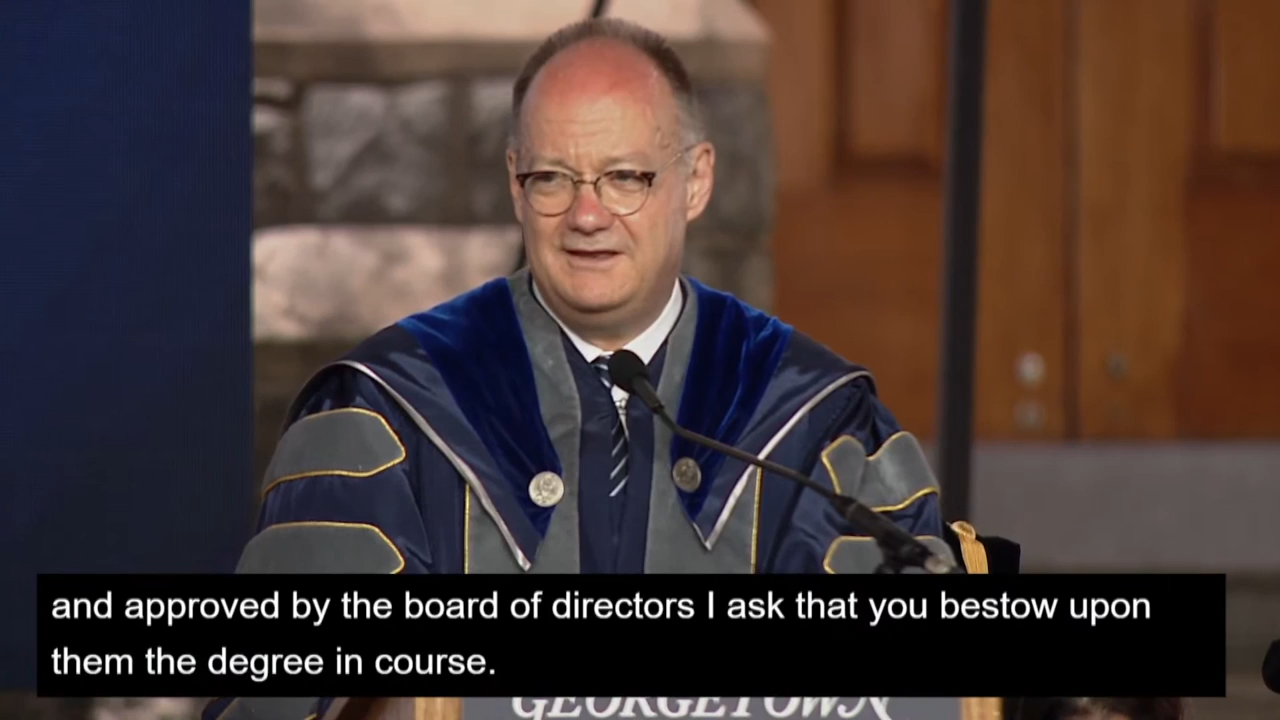 and approved by the board of directors I ask that you bestow upon
them the degree in course.
GEORGETOWN